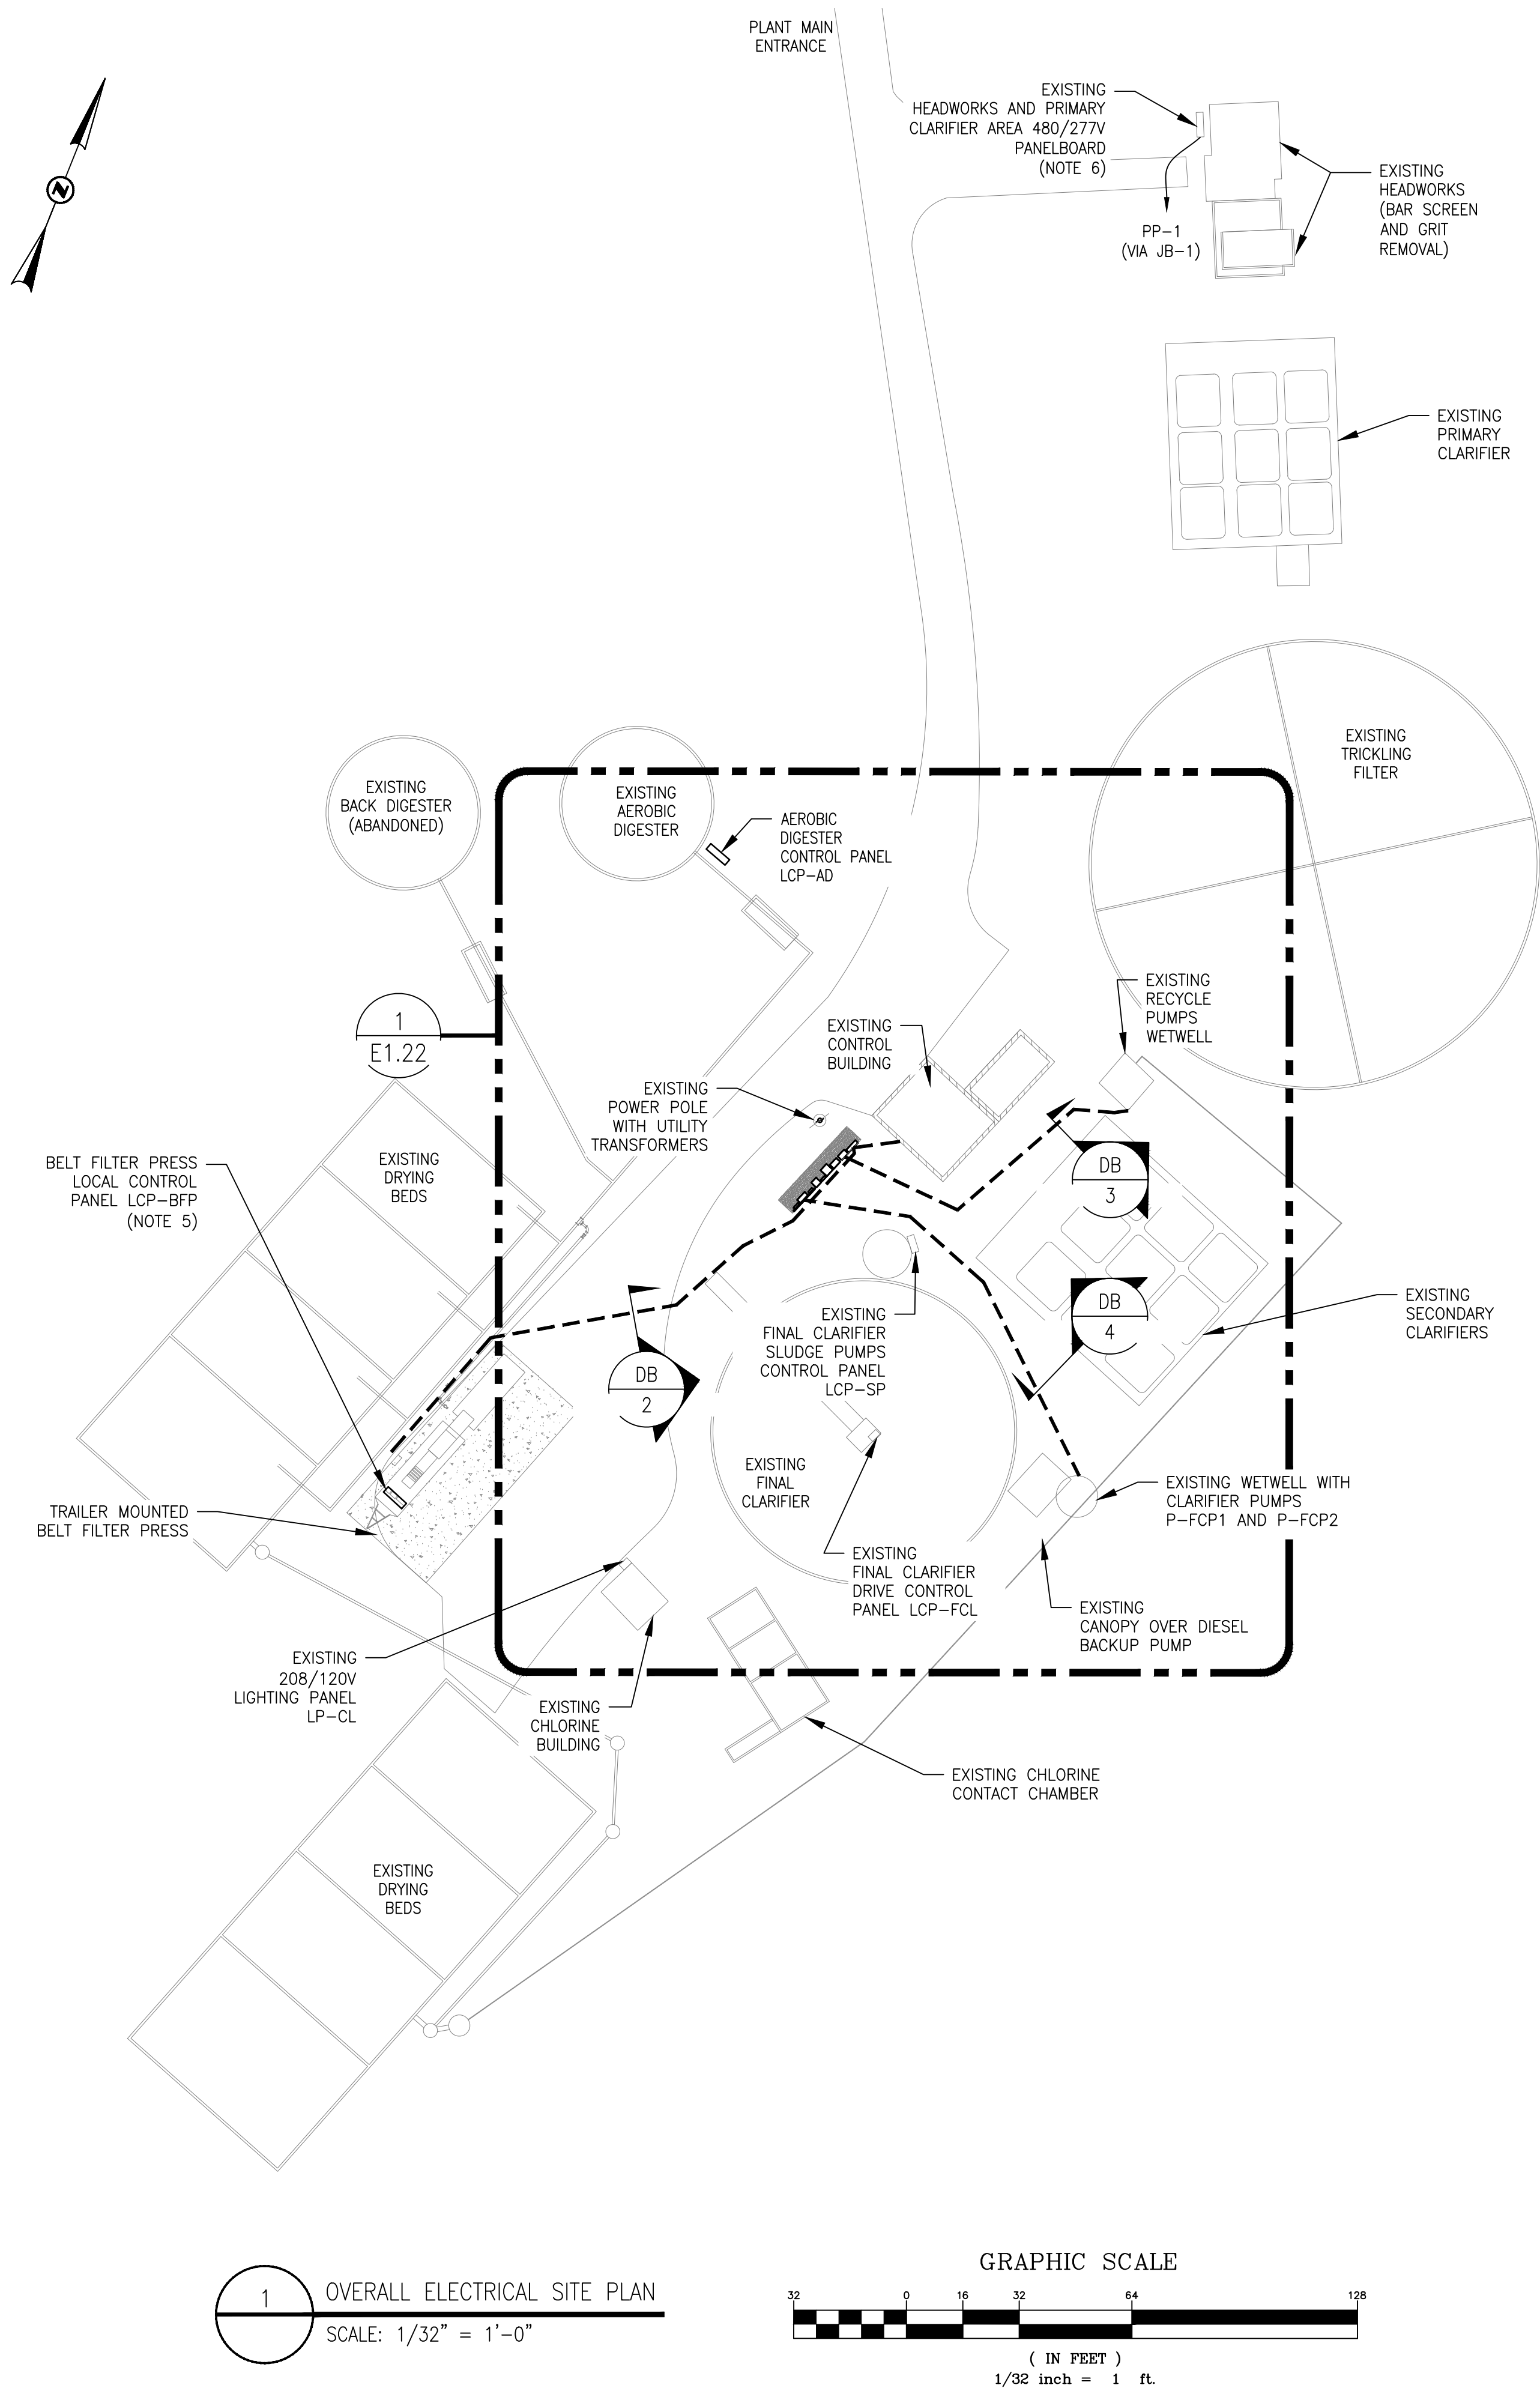 PLANT MAIN
ENTRANCE
EXISTING
HEADWORKS AND PRIMARY
CLARIFIER AREA 480/277V
PANELBOARD
(NOTE 6)
PP-1
(VIA JB-1)
EXISTING
HEADWORKS
(BAR SCREEN
AND GRIT
REMOVAL)
N
EXISTING
PRIMARY
CLARIFIER
EXISTING
TRICKLING
FILTER
EXISTING
BACK DIGESTER
(ABANDONED)
EXISTING
AEROBIC
DIGESTER
AEROBIC
DIGESTER
CONTROL PANEL
LCP-AD
EXISTING
RECYCLE
PUMPS
WETWELL
1
E1.22
EXISTING
CONTROL
BUILDING
EXISTING
POWER POLE
WITH UTILITY
TRANSFORMERS
BELT FILTER PRESS
LOCAL CONTROL
PANEL LCP-BFP
(NOTE 5)
EXISTING
DRYING
BEDS
DB
3
DB
4
EXISTING
SECONDARY
CLARIFIERS
EXISTING
FINAL CLARIFIER
SLUDGE PUMPS
CONTROL PANEL
LCP-SP
DB
2
EXISTING
FINAL
CLARIFIER
EXISTING WETWELL WITH
CLARIFIER PUMPS
P-FCP1 AND P-FCP2
TRAILER MOUNTED
BELT FILTER PRESS
EXISTING
FINAL CLARIFIER
DRIVE CONTROL
PANEL LCP-FCL
EXISTING
CANOPY OVER DIESEL
BACKUP PUMP
EXISTING
208/120V
LIGHTING PANEL
LP-CL
EXISTING
CHLORINE
BUILDING
EXISTING CHLORINE
CONTACT CHAMBER
EXISTING
DRYING
BEDS
1
OVERALL ELECTRICAL SITE PLAN
SCALE: 1/32" = 1'-0"
GRAPHIC SCALE
32 0 16 32 64 128
( IN FEET )
1/32 inch = 1 ft.